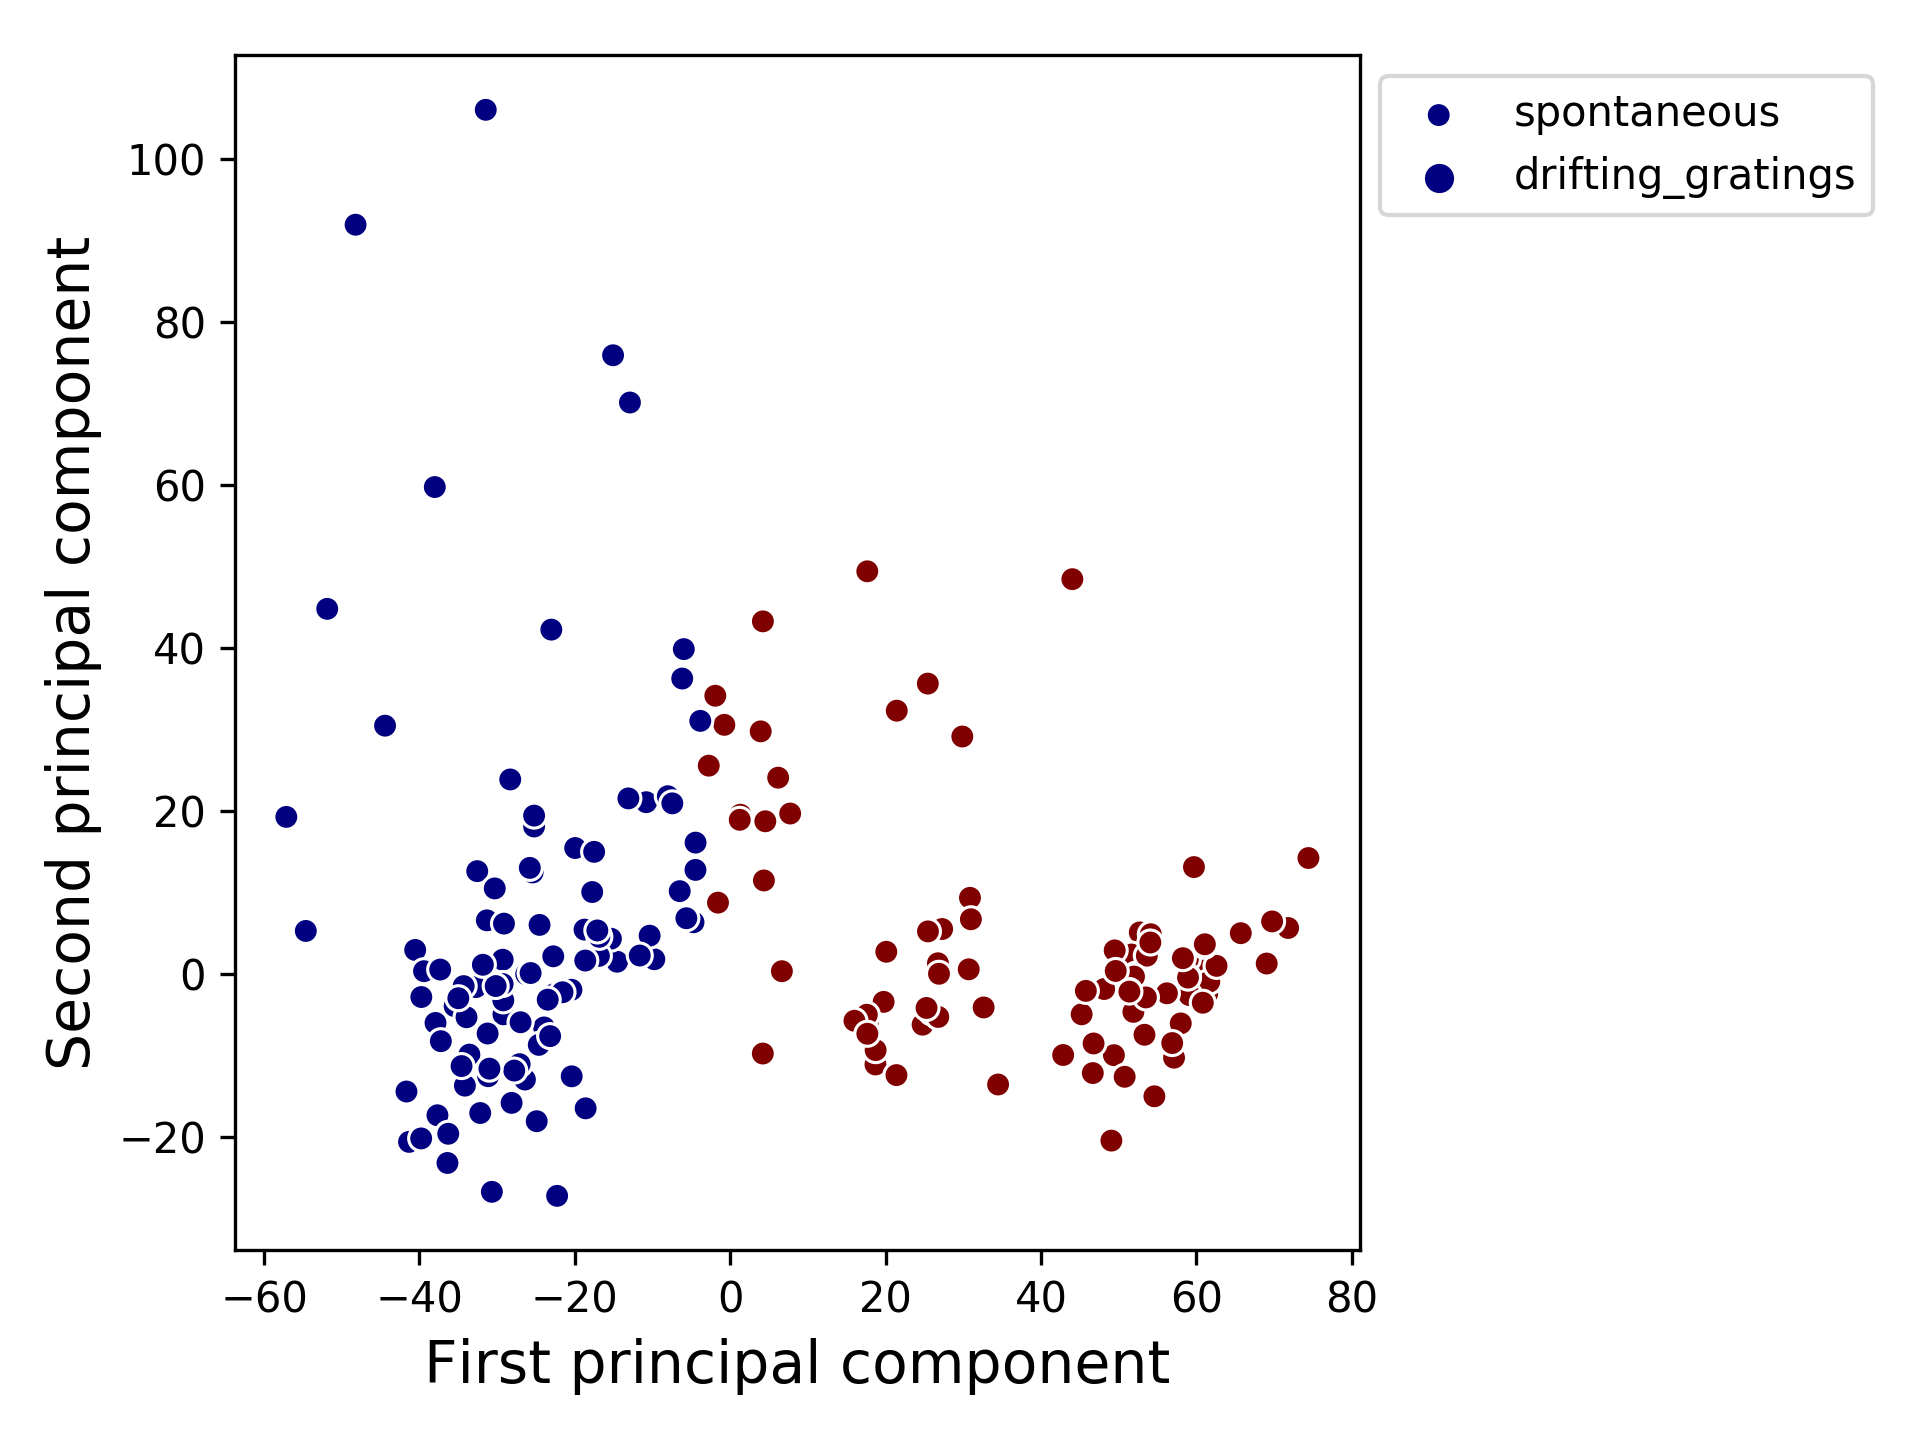 spontaneous
drifting_gratings
Second principal component
100
80
60
40
20
0
−20
−60 −40 −20 0 20 40 60 80
First principal component